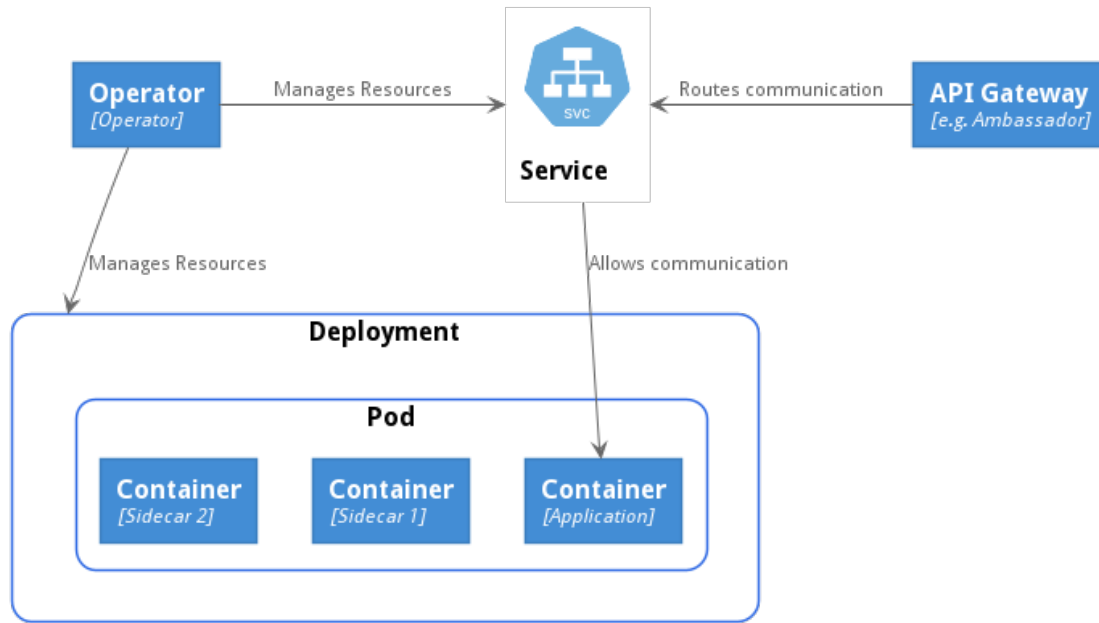 Operator
[Operator]
Manages Resources
svc
Service
Routes communication
API Gateway
[e.g. Ambassador]
Manages Resources
Allows communication
Deployment
Pod
Container
[Sidecar 2]
Container
[Sidecar 1]
Container
[Application]